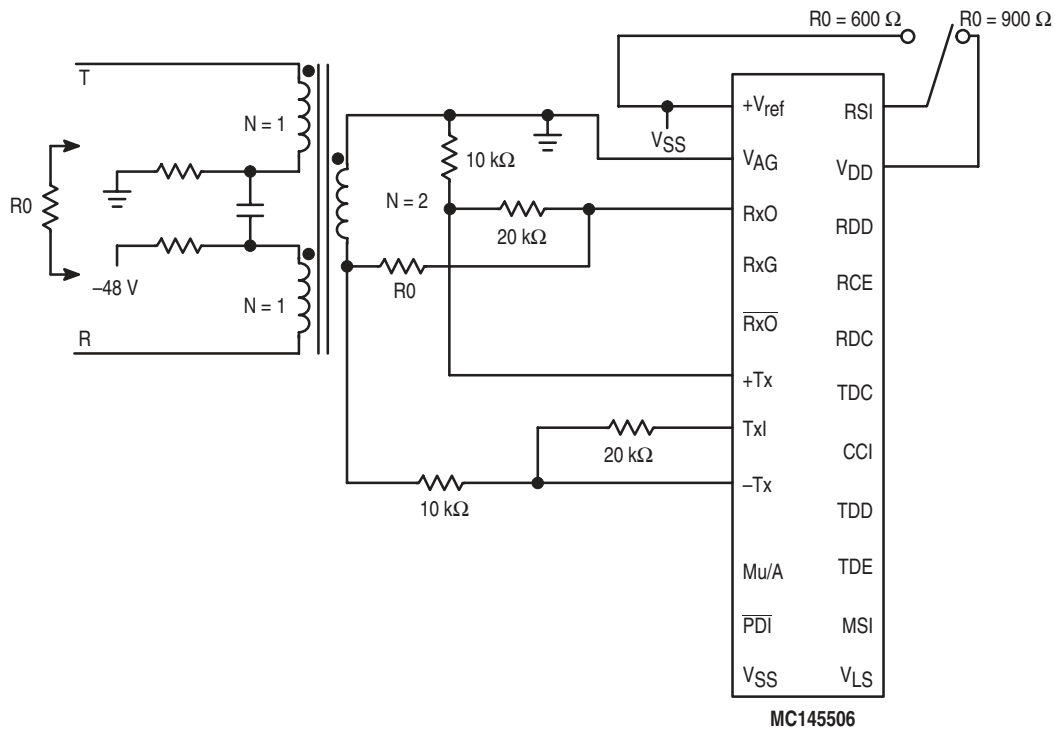 R0 = 600 Ω
R0 = 900 Ω
T
N = 1
R0
–48 V
N = 1
R
N = 2
10 kΩ
20 kΩ
R0
VSS
20 kΩ
10 kΩ
+Vref
VAG
RxO
RxG
RxO
+Tx
TxI
–Tx
Mu/A
PDI
VSS
RSI
VDD
RDD
RCE
RDC
TDC
CCI
TDD
TDE
MSI
VLS
MC145506